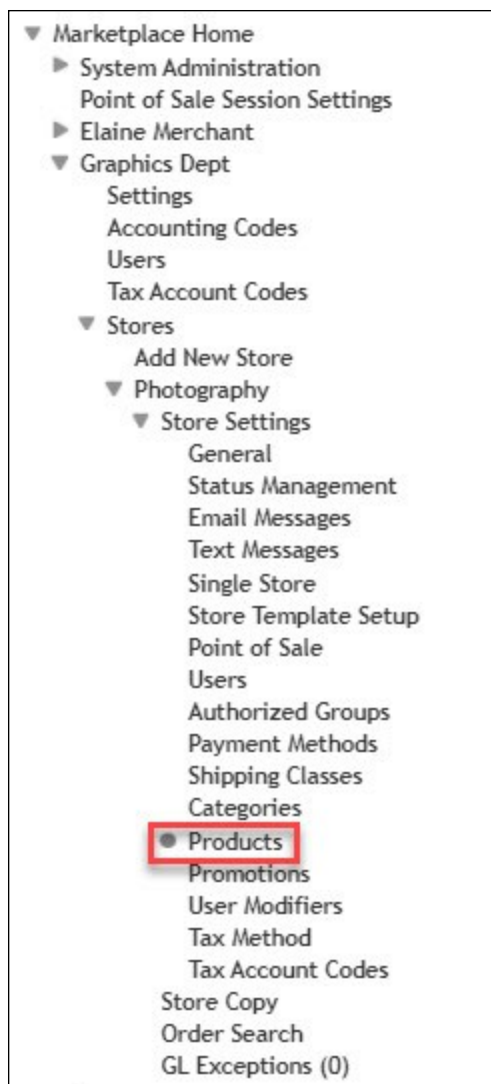 Marketplace Home
System Administration
Point of Sale Session Settings
Elaine Merchant
Graphics Dept
Settings
Accounting Codes
Users
Tax Account Codes
Stores
Add New Store
Photography
Store Settings
General
Status Management
Email Messages
Text Messages
Single Store
Store Template Setup
Point of Sale
Users
Authorized Groups
Payment Methods
Shipping Classes
Categories
Products
Promotions
User Modifiers
Tax Method
Tax Account Codes
Store Copy
Order Search
GL Exceptions (0)